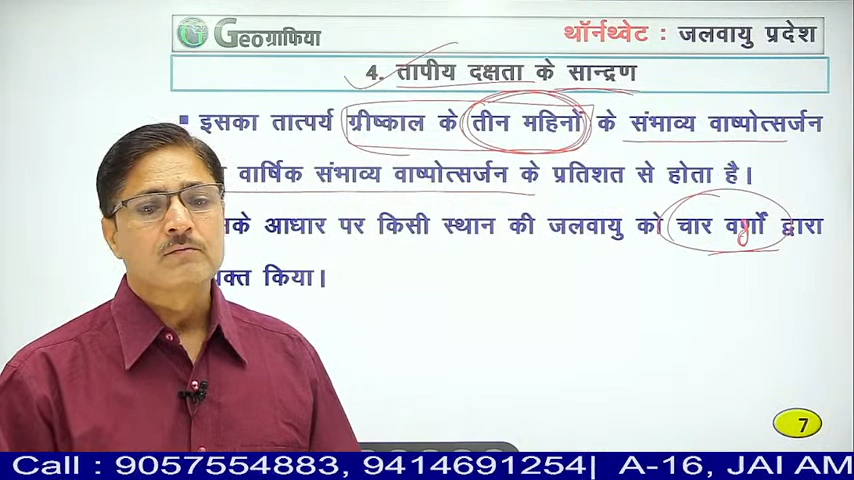 Geoग्राफिया
थॉर्नथ्वेट : जलवायु प्रदेश
4. तापीय दक्षता के सान्द्रण
इसका तात्पर्य ग्रीष्काल के तीन महिनों के संभाव्य वाष्पोत्सर्जन
वार्षिक संभाव्य वाष्पोत्सर्जन के प्रतिशत से होता है।
के आधार पर किसी स्थान की जलवायु को चार वर्गों द्वारा
किया।
7
Call : 9057554883, 9414691254| A-16, JAI AM